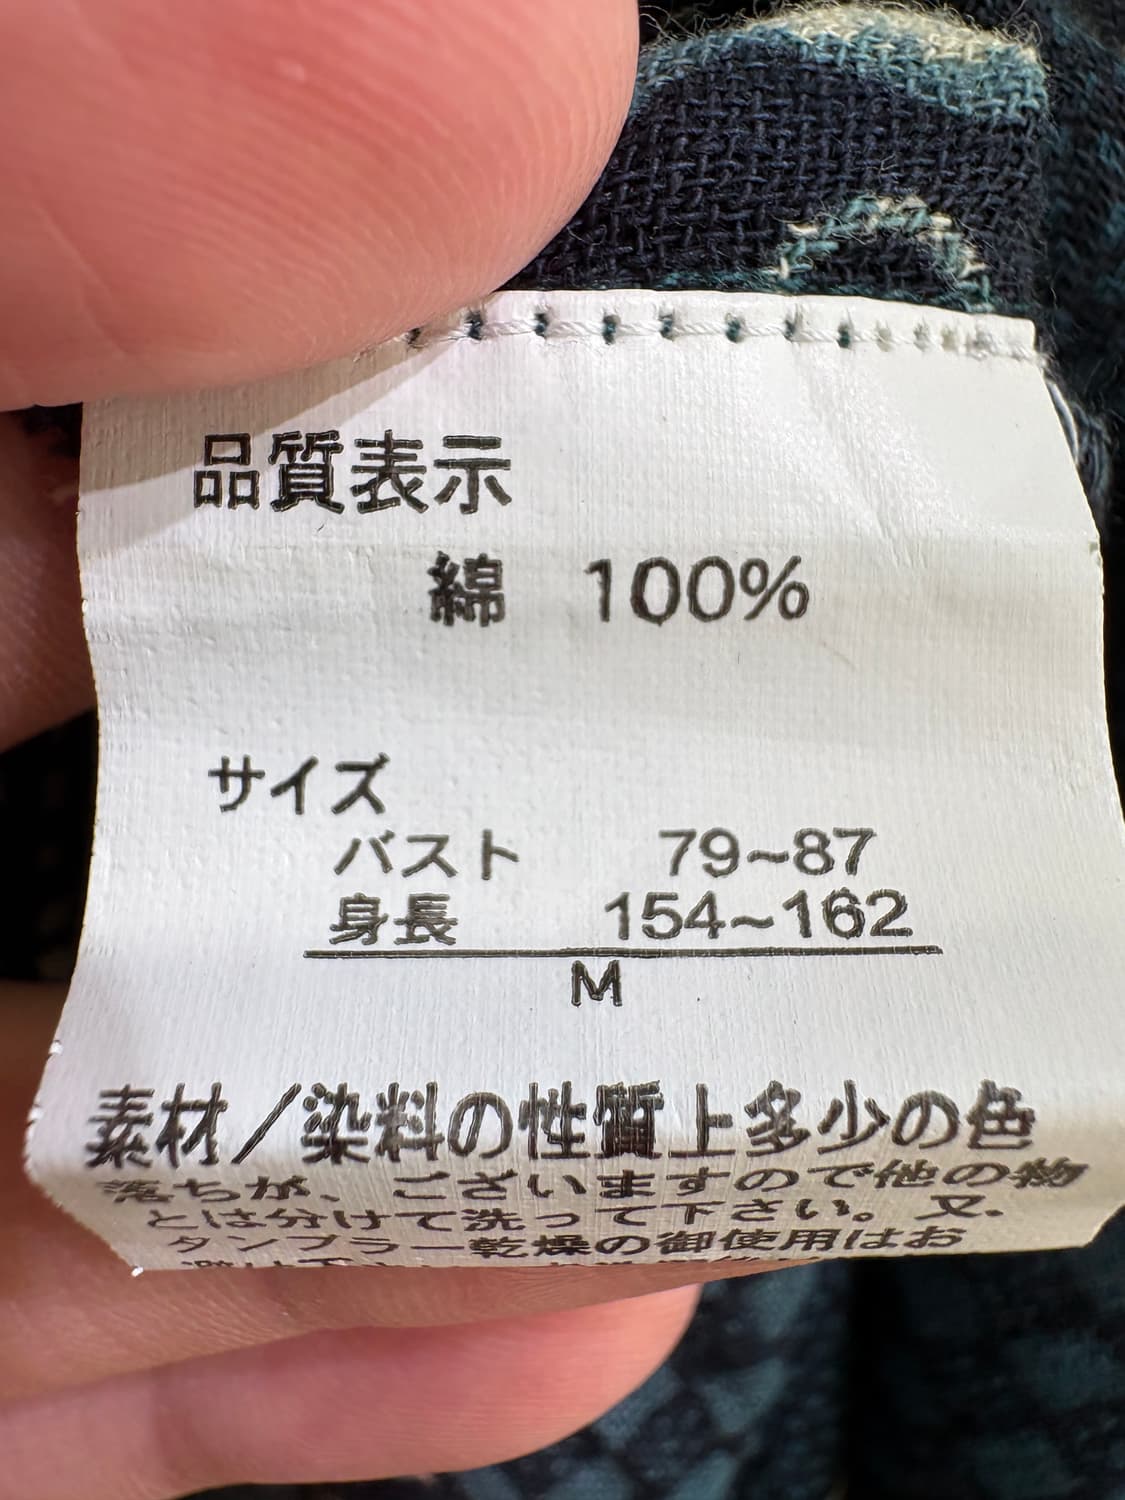 品質表示
綿 100%
サイズ
バスト 79~87
身長 154~162
M
素材/染料の性質上多少の色
落ちが、ございますので他の物
とは分けて洗って下さい。又、
タンブラー乾燥の御使用はお